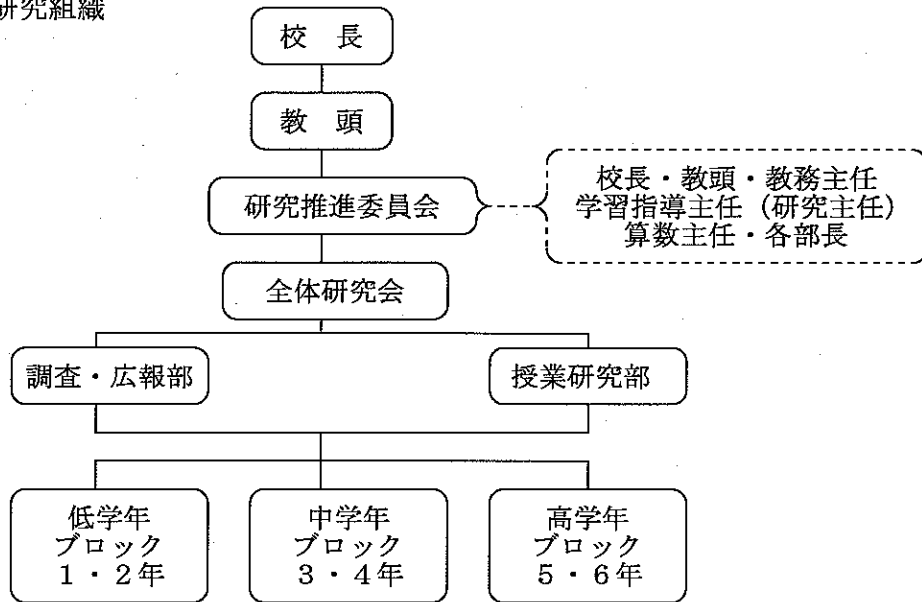 研究組織
校　長
教　頭
研究推進委員会
校長・教頭・教務主任
学習指導主任（研究主任）
算数主任・各部長
全体研究会
調査・広報部
授業研究部
低学年
ブロック
１・２年
中学年
ブロック
３・４年
高学年
ブロック
５・６年